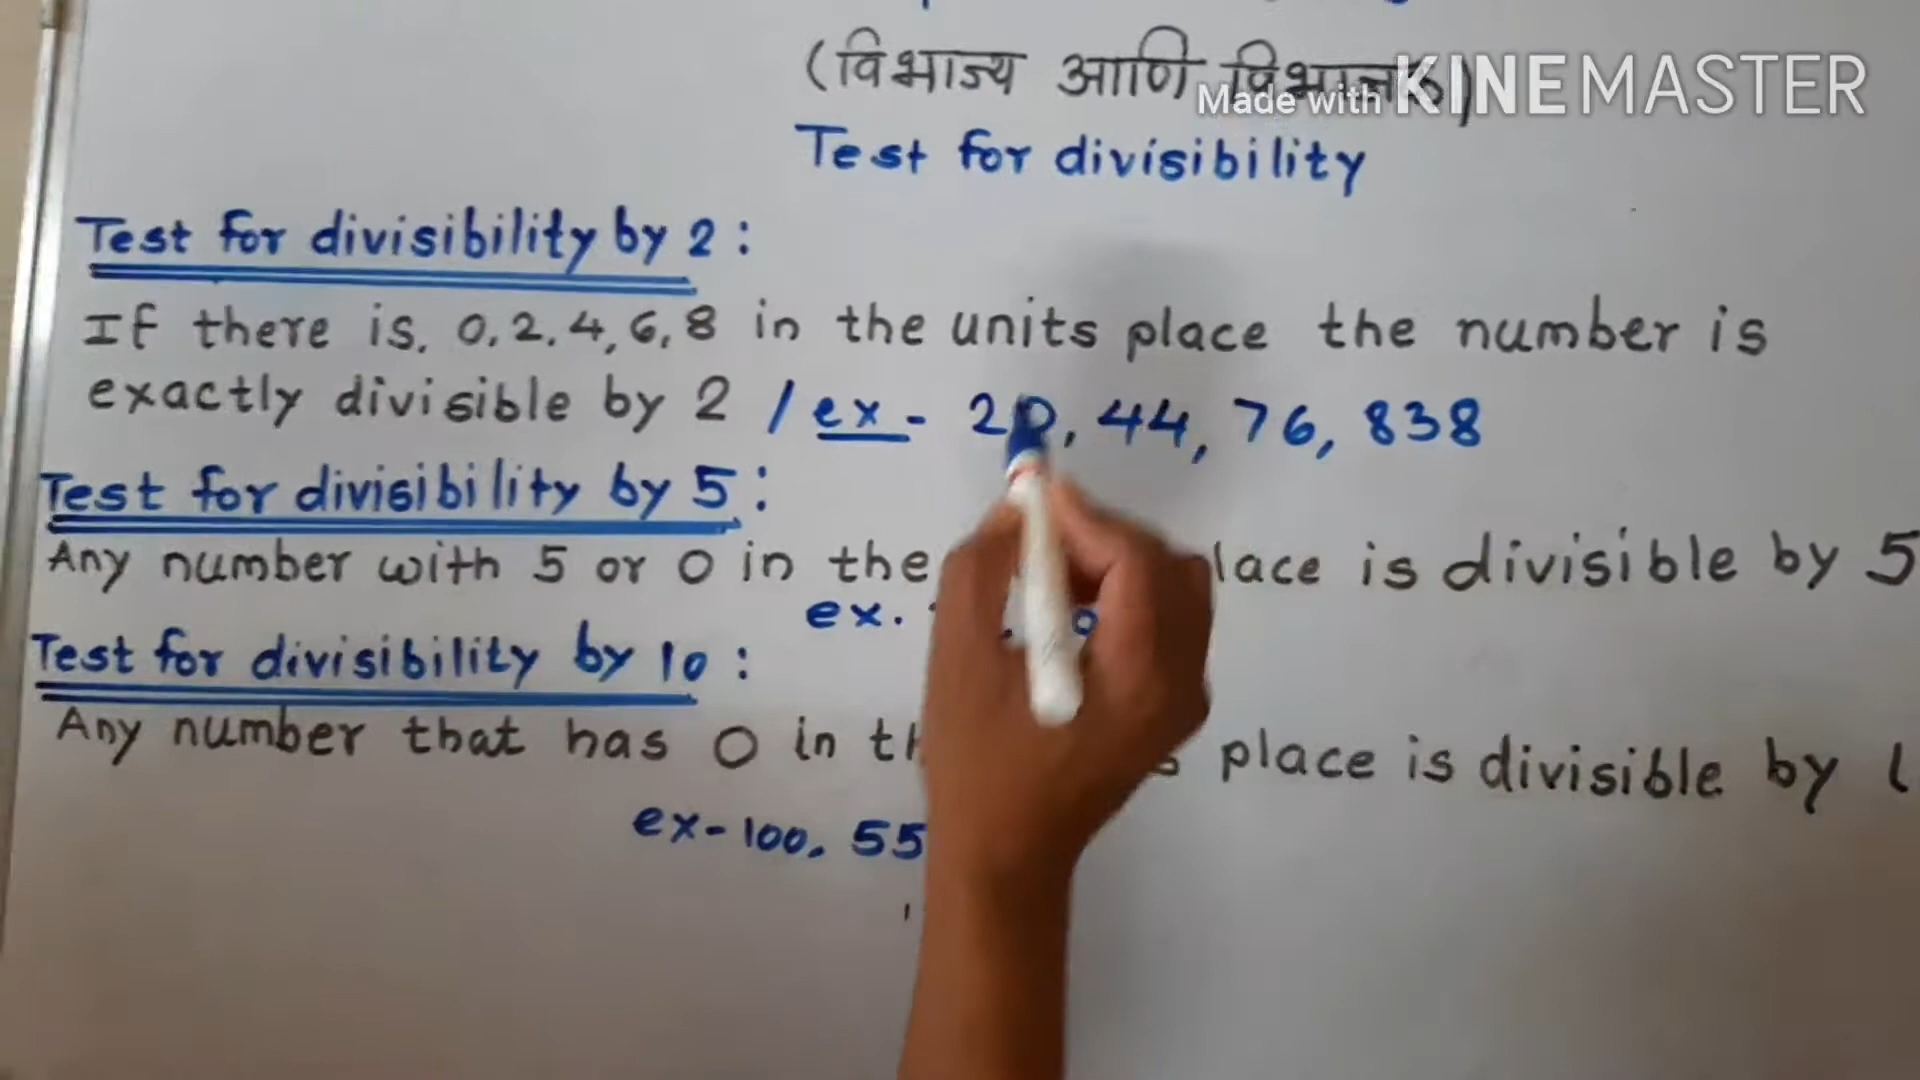 (विभाज्य आणि विभाजक)
Made with KINEMASTER
Test for divisibility
Test for divisibility by 2 :
If there is. 0, 2, 4, 6, 8 in the units place the number is
exactly divisible by 2 / ex - 20, 44, 76, 838
Test for divisibility by 5 :
Any number with 5 or 0 in the place is divisible by 5
ex.
Test for divisibility by 10 :
Any number that has 0 in place is divisible by
ex - 100, 55